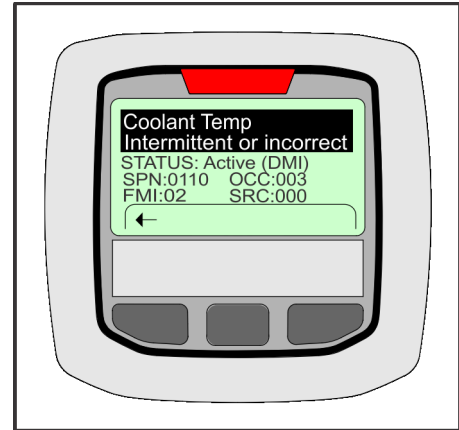 Coolant Temp
Intermittent or incorrect
STATUS: Active (DMI)
SPN:0110 OCC:003
FMI:02 SRC:000